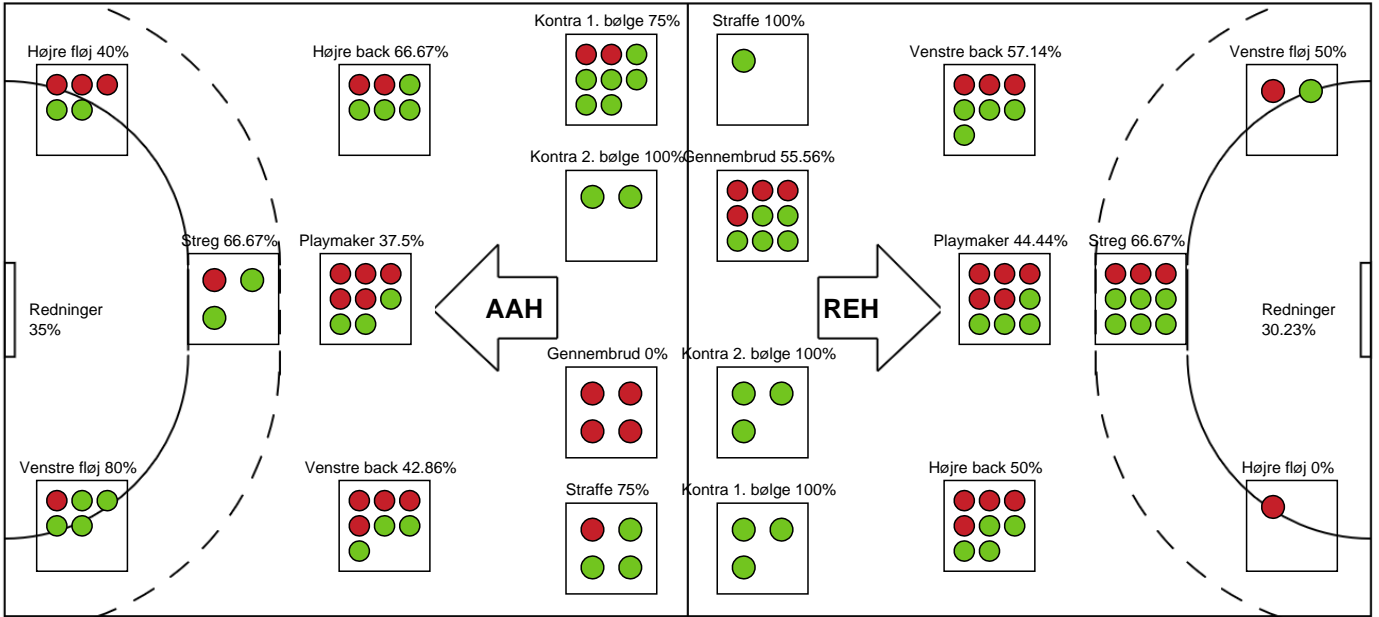 Kontra 1. bølge 75%
Straffe 100%
Højre fløj 40%
Højre back 66.67%
Venstre back 57.14%
Venstre fløj 50%
Kontra 2. bølge 100%
Gennembrud 55.56%
Streg 66.67%
Playmaker 37.5%
Playmaker 44.44%
Streg 66.67%
Redninger
35%
AAH
REH
Redninger
30.23%
Gennembrud 0%
Kontra 2. bølge 100%
Venstre fløj 80%
Venstre back 42.86%
Straffe 75%
Kontra 1. bølge 100%
Højre back 50%
Højre fløj 0%